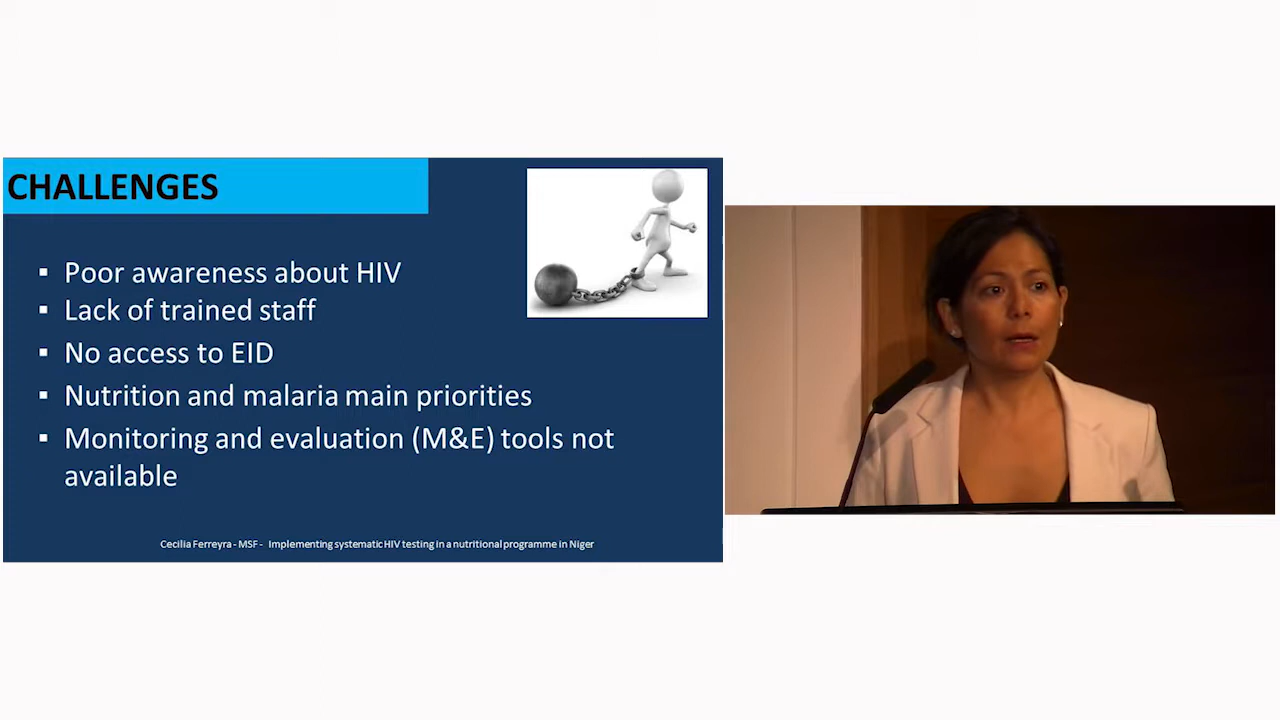 CHALLENGES
▪ Poor awareness about HIV
▪ Lack of trained staff
▪ No access to EID
▪ Nutrition and malaria main priorities
▪ Monitoring and evaluation (M&E) tools not
available
Cecilia Ferreyra - MSF - Implementing systematic HIV testing in a nutritional programme in Niger